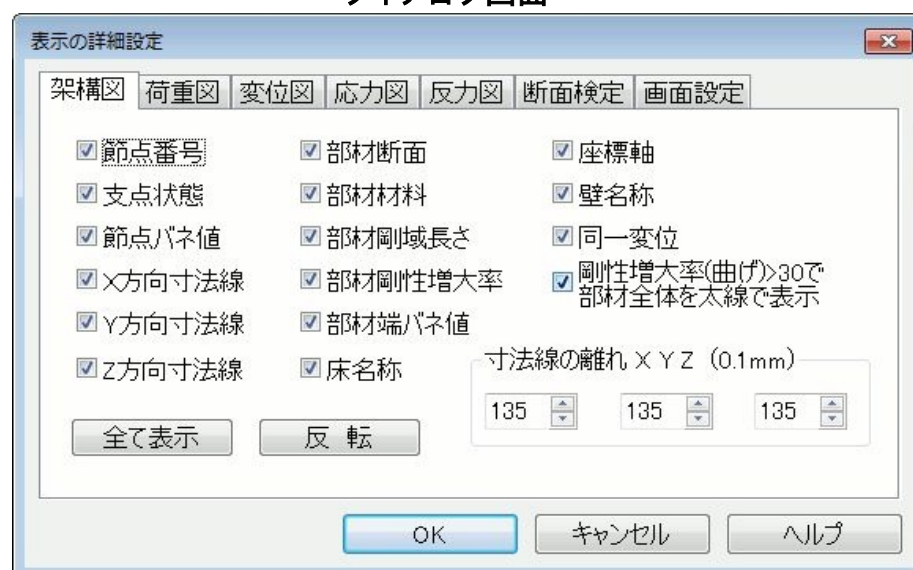 ダイアログ画面
表示の詳細設定
架構図 荷重図 変位図 応力図 反力図 断面検定 画面設定
節点番号 部材断面 座標軸
支点状態 部材材料 壁名称
節点バネ値 部材剛域長さ 同一変位
X方向寸法線 部材剛性増大率 剛性増大率(曲げ)>30で
部材全体を太線で表示
Y方向寸法線 部材端バネ値
Z方向寸法線 床名称 寸法線の離れ X Y Z (0.1mm)
135 135 135
全て表示 反 転
OK キャンセル ヘルプ